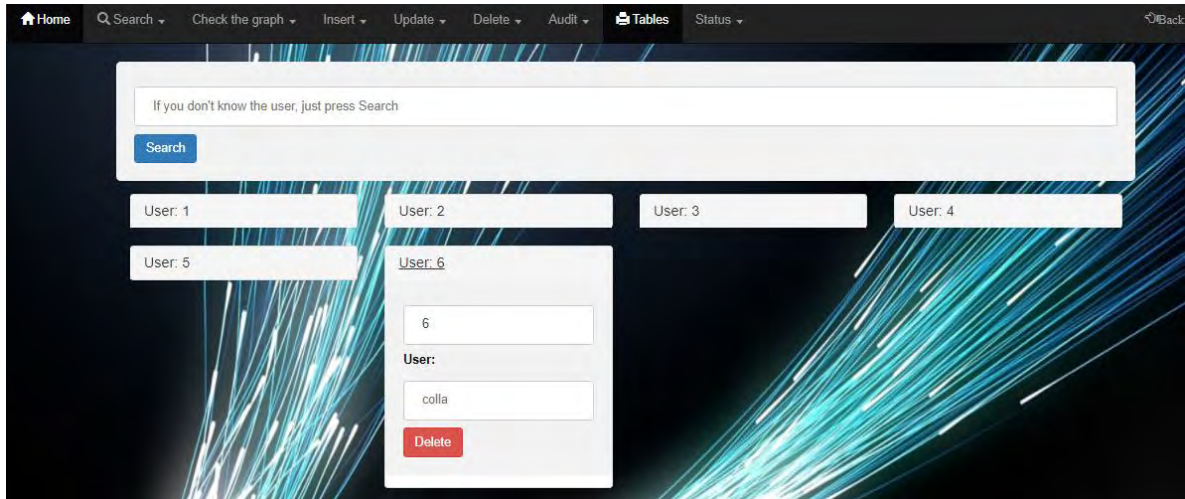 Home Search Check the graph Insert Update Delete Audit Tables Status Back
If you don't know the user, just press Search
Search
User: 1 User: 2 User: 3 User: 4
User: 5 User: 6
6
User:
colla
Delete